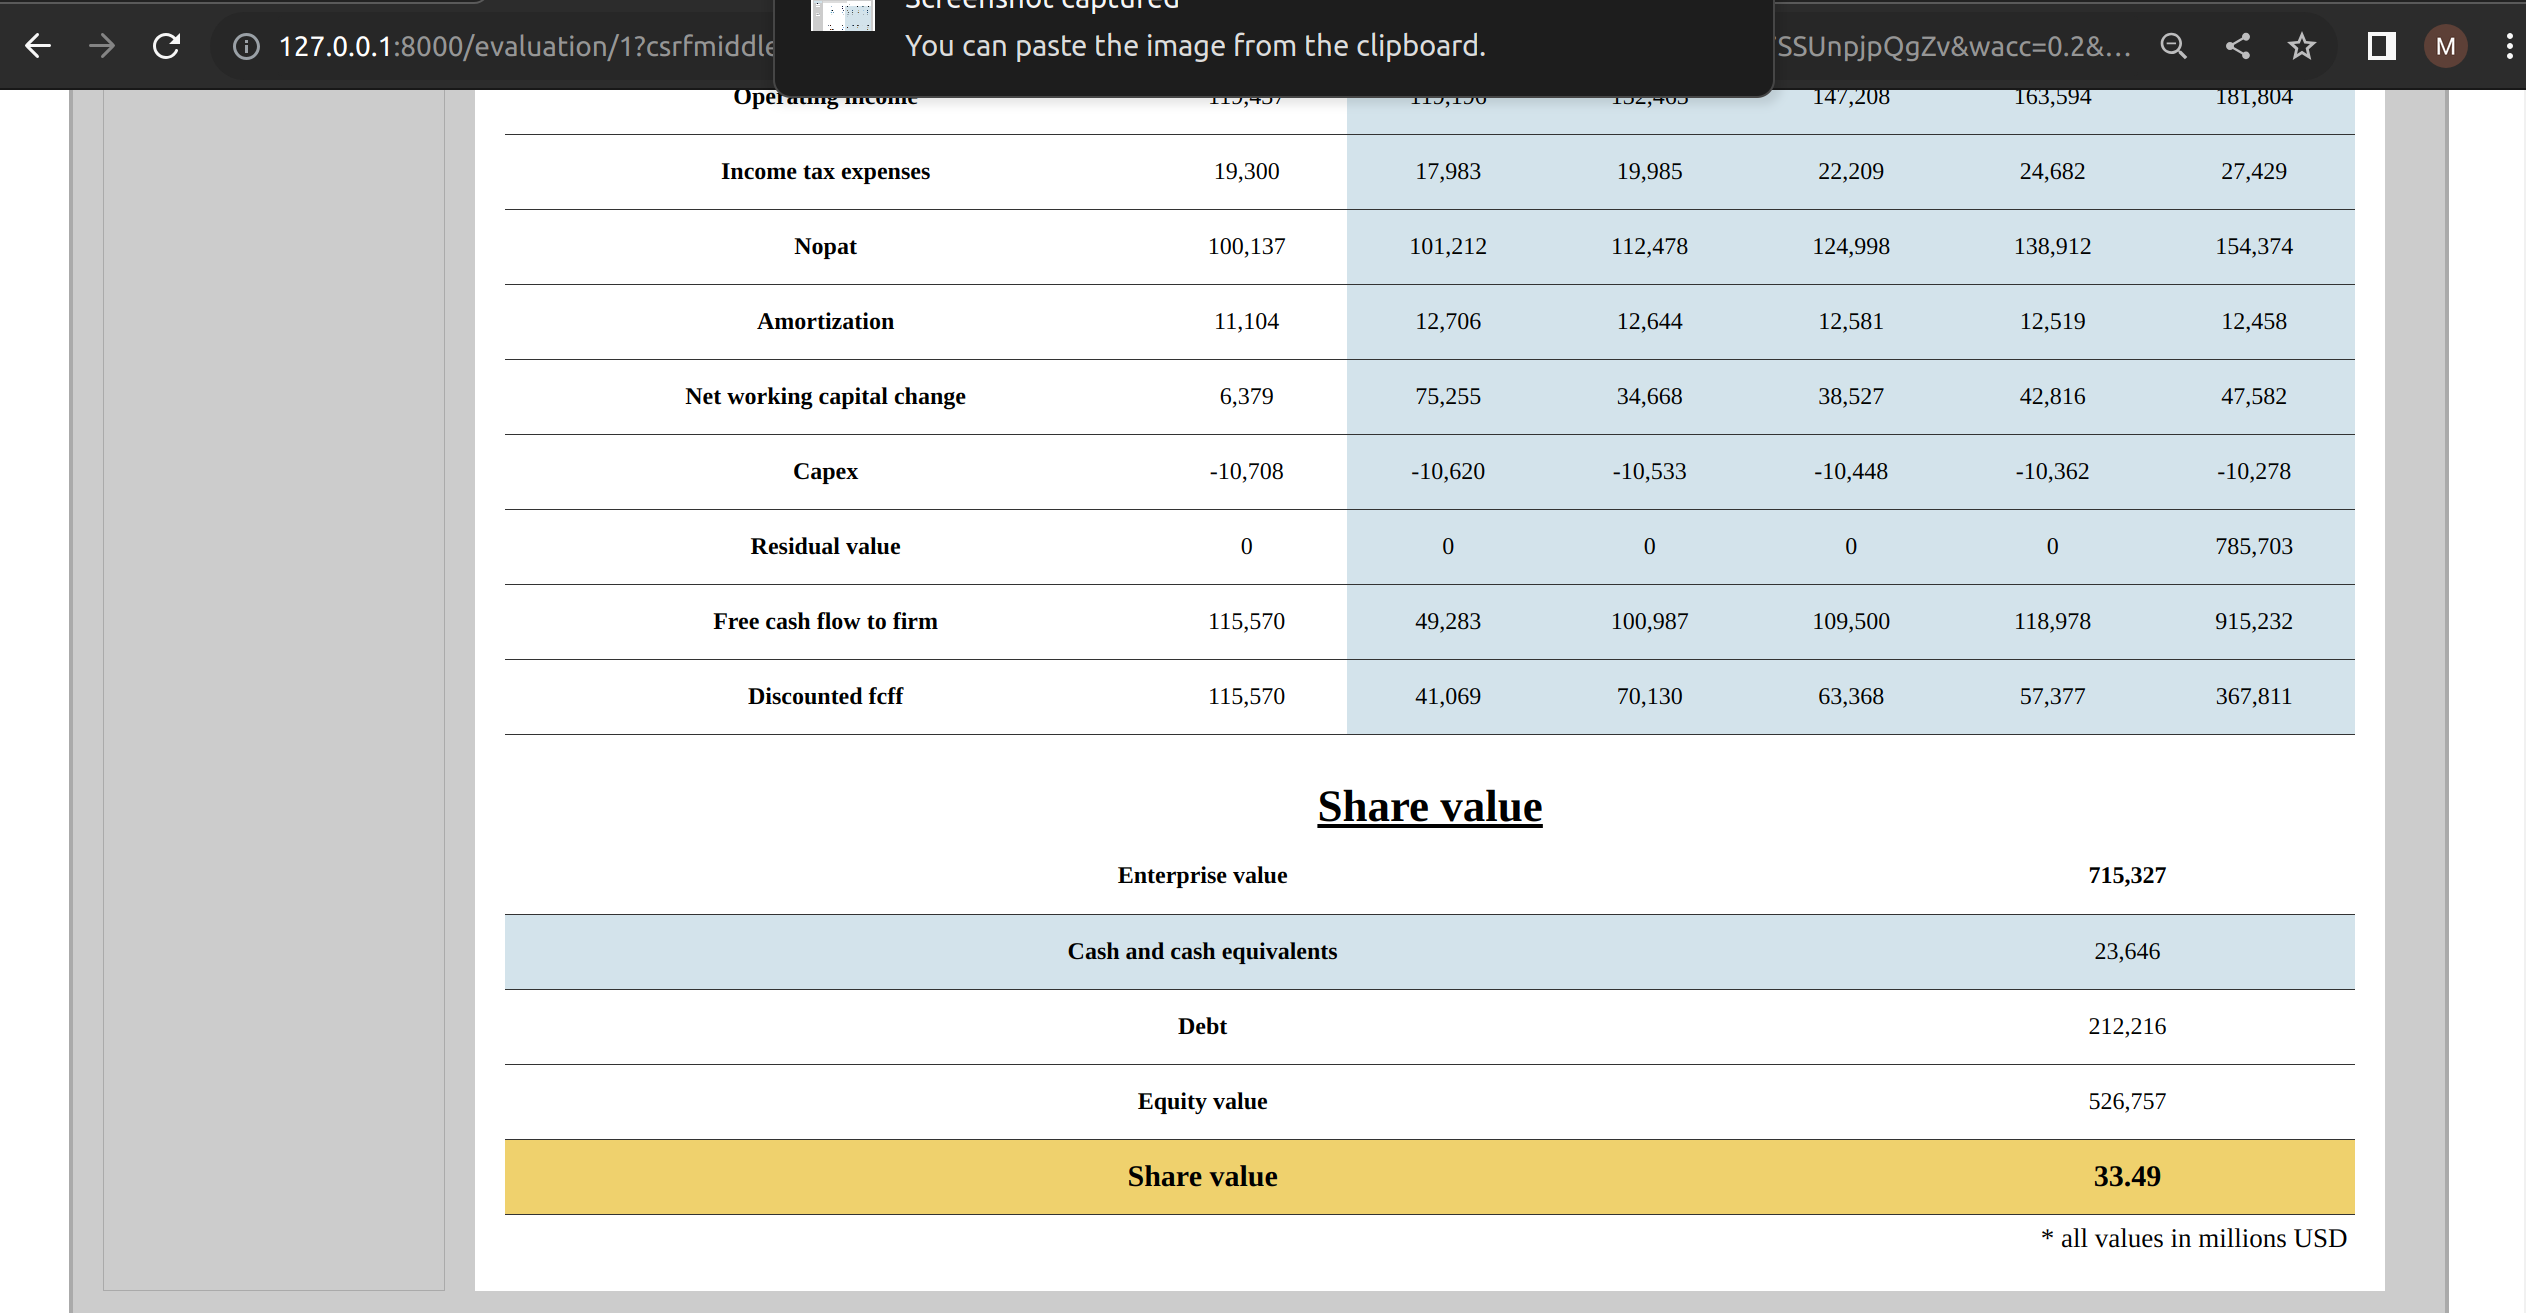 Screenshot captured
You can paste the image from the clipboard.
127.0.0.1:8000/evaluation/1?csrfmiddle SSUnpjpQgZv&wacc=0.2&...
M
Operating income 147,208 163,594 181,804
Income tax expenses 19,300 17,983 19,985 22,209 24,682 27,429
Nopat 100,137 101,212 112,478 124,998 138,912 154,374
Amortization 11,104 12,706 12,644 12,581 12,519 12,458
Net working capital change 6,379 75,255 34,668 38,527 42,816 47,582
Capex -10,708 -10,620 -10,533 -10,448 -10,362 -10,278
Residual value 0 0 0 0 0 785,703
Free cash flow to firm 115,570 49,283 100,987 109,500 118,978 915,232
Discounted fcff 115,570 41,069 70,130 63,368 57,377 367,811
Share value
Enterprise value 715,327
Cash and cash equivalents 23,646
Debt 212,216
Equity value 526,757
Share value 33.49
* all values in millions USD